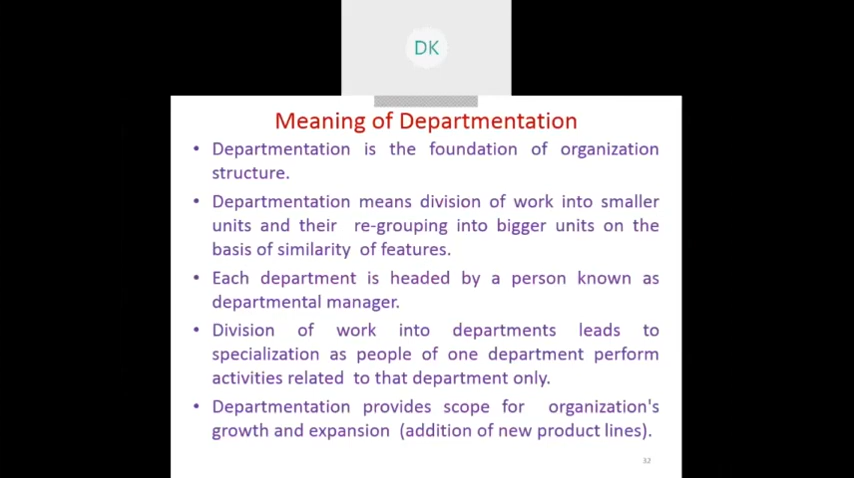 DK
Meaning of Departmentation
• Departmentation is the foundation of organization
structure.
• Departmentation means division of work into smaller
units and their re-grouping into bigger units on the
basis of similarity of features.
• Each department is headed by a person known as
departmental manager.
• Division of work into departments leads to
specialization as people of one department perform
activities related to that department only.
• Departmentation provides scope for organization's
growth and expansion (addition of new product lines).
32